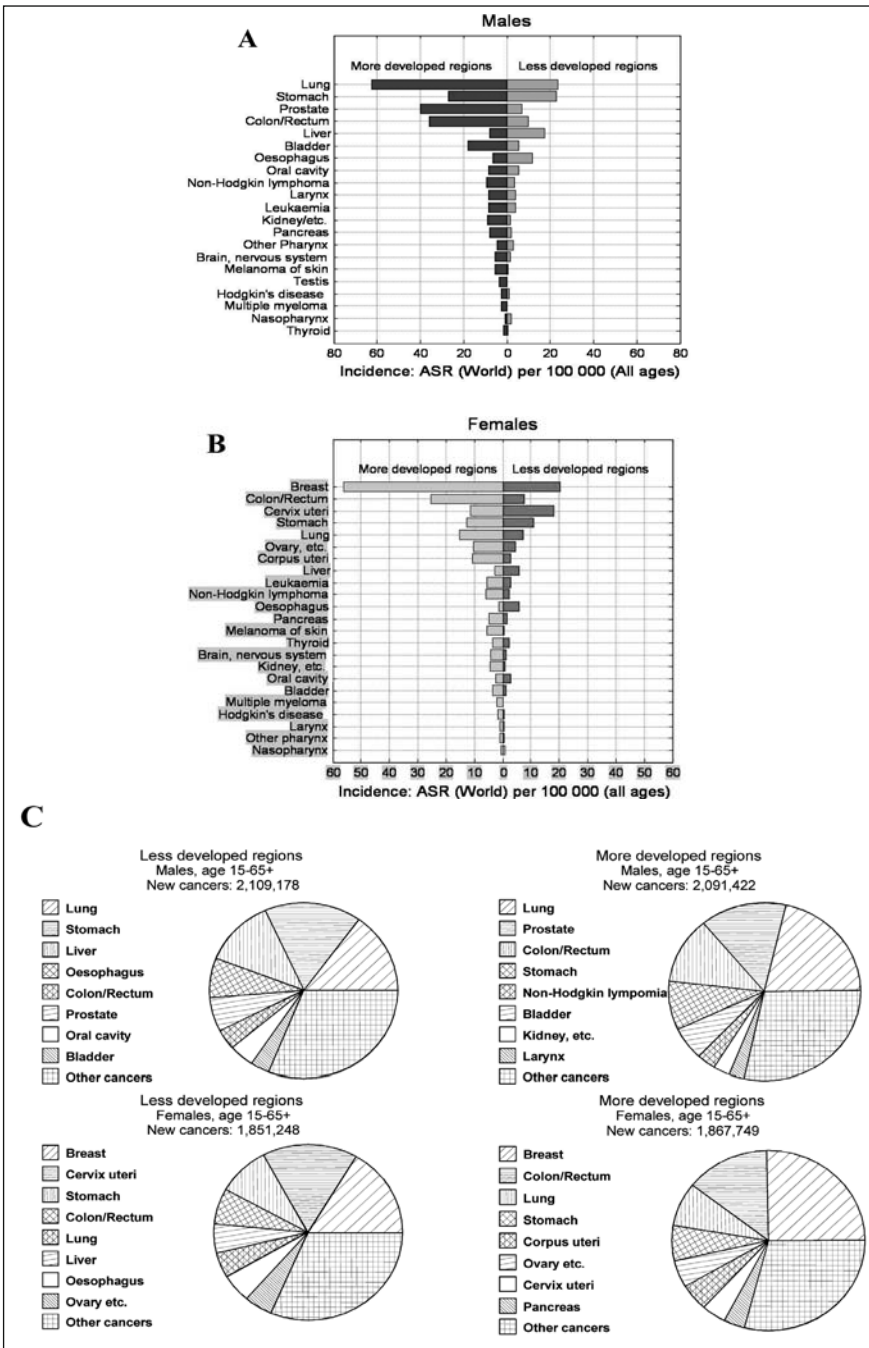 A
Males
More developed regions
Less developed regions
Lung
Stomach
Prostate
Colon/Rectum
Liver
Bladder
Oesophagus
Oral cavity
Non-Hodgkin lymphoma
Larynx
Leukaemia
Kidney/etc.
Pancreas
Other Pharynx
Brain, nervous system
Melanoma of skin
Testis
Hodgkin's disease
Multiple myeloma
Nasopharynx
Thyroid
80 60 40 20 0 20 40 60 80
Incidence: ASR (World) per 100 000 (All ages)
B
Females
More developed regions
Less developed regions
Breast
Colon/Rectum
Cervix uteri
Stomach
Lung
Ovary, etc.
Corpus uteri
Liver
Leukaemia
Non-Hodgkin lymphoma
Oesophagus
Pancreas
Melanoma of skin
Thyroid
Brain, nervous system
Kidney, etc.
Oral cavity
Bladder
Multiple myeloma
Hodgkin's disease
Larynx
Other pharynx
Nasopharynx
60 50 40 30 20 10 0 10 20 30 40 50 60
Incidence: ASR (World) per 100 000 (all ages)
C
Less developed regions
Males, age 15-65+
New cancers: 2,109,178
Lung
Stomach
Liver
Oesophagus
Colon/Rectum
Prostate
Oral cavity
Bladder
Other cancers
More developed regions
Males, age 15-65+
New cancers: 2,091,422
Lung
Prostate
Colon/Rectum
Stomach
Non-Hodgkin lympomia
Bladder
Kidney, etc.
Larynx
Other cancers
Less developed regions
Females, age 15-65+
New cancers: 1,851,248
Breast
Cervix uteri
Stomach
Colon/Rectum
Lung
Liver
Oesophagus
Ovary etc.
Other cancers
More developed regions
Females, age 15-65+
New cancers: 1,867,749
Breast
Colon/Rectum
Lung
Stomach
Corpus uteri
Ovary etc.
Cervix uteri
Pancreas
Other cancers